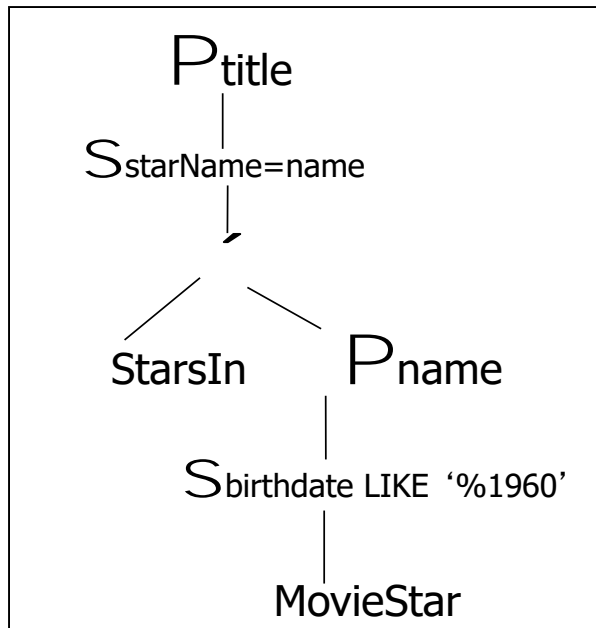 Ptitle
SstarName=name
´
StarsIn Pname
Sbirthdate LIKE ‘%1960’
MovieStar